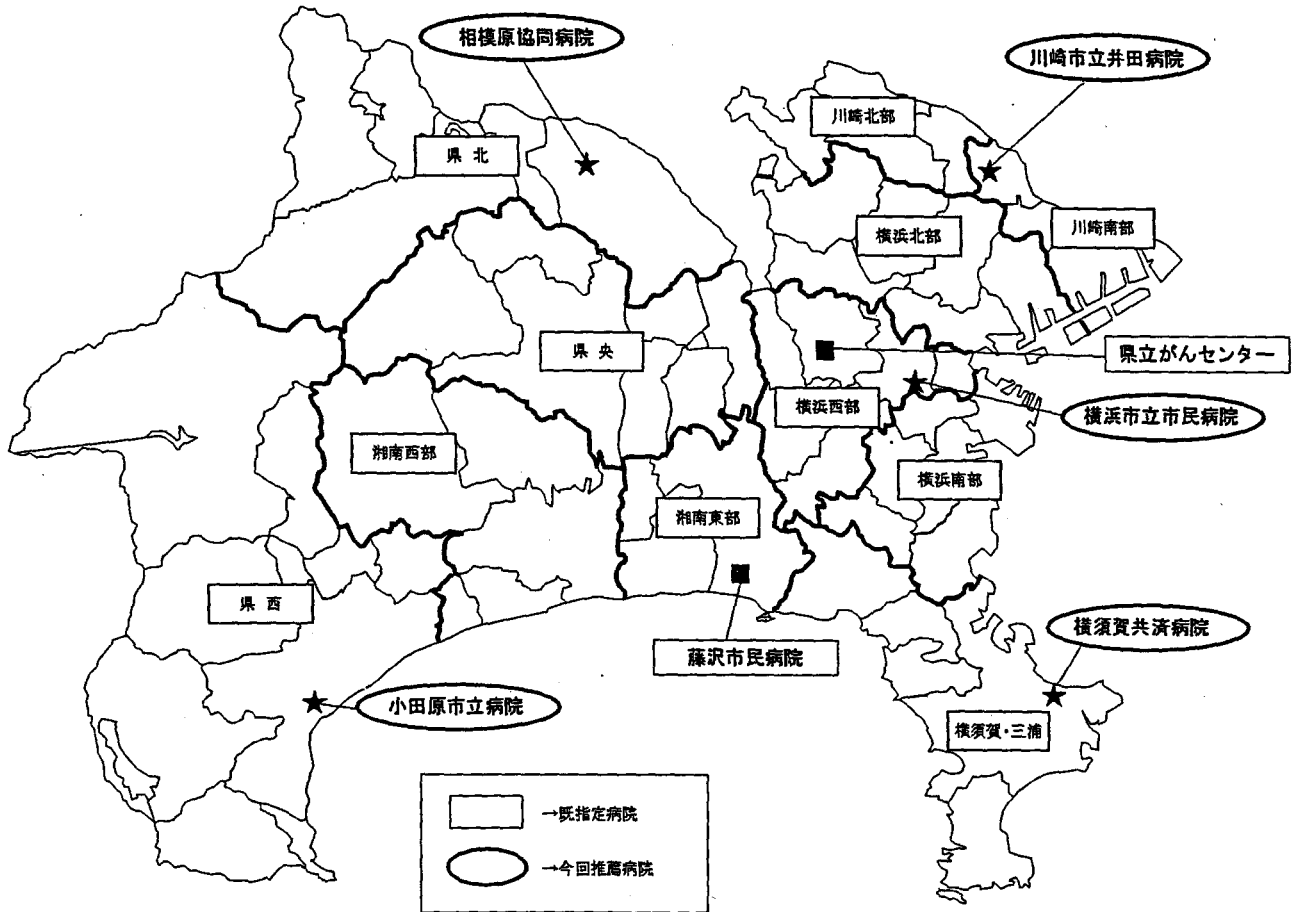 相模原協同病院
川崎市立井田病院
川崎北部
県北
川崎南部
横浜北部
県央
県立がんセンター
横浜西部
横浜市立市民病院
湘南西部
横浜南部
湘南東部
県西
横須賀共済病院
藤沢市民病院
小田原市立病院
横須賀・三浦
→既指定病院
→今回推薦病院